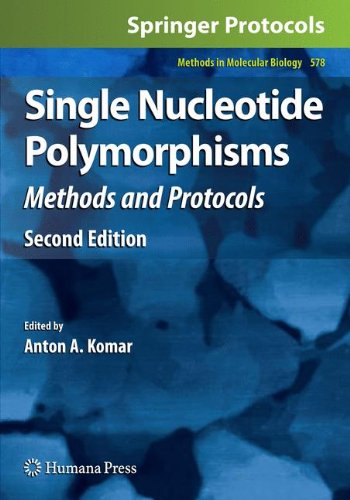 Springer Protocols
Methods in Molecular Biology 578
Single Nucleotide
Polymorphisms
Methods and Protocols
Second Edition
Edited by
Anton A. Komar
Humana Press